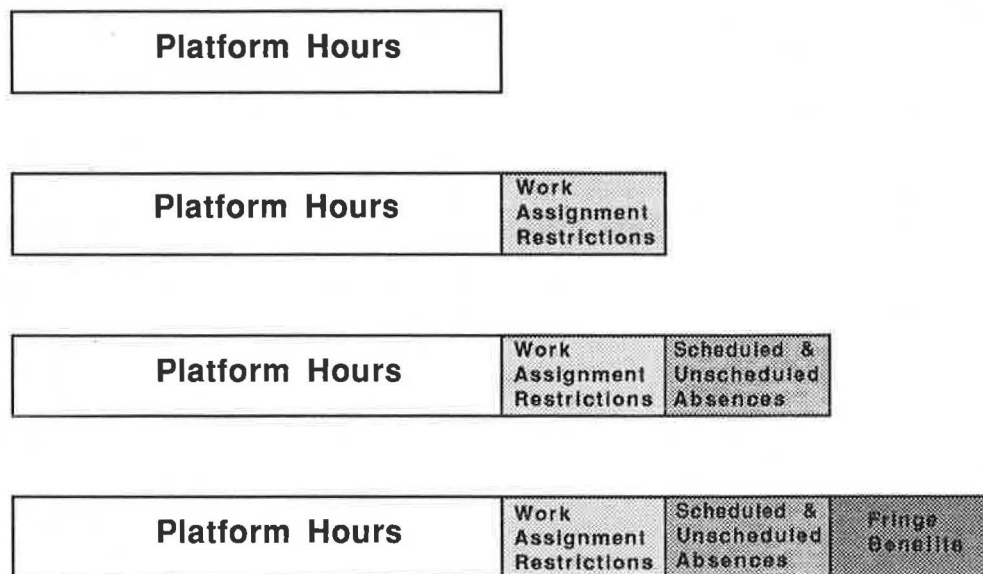 Platform Hours
Platform Hours
Work
Assignment
Restrictions
Platform Hours
Work
Assignment
Restrictions
Scheduled &
Unscheduled
Absences
Platform Hours
Work
Assignment
Restrictions
Scheduled &
Unscheduled
Absences
Fringe
Benefits